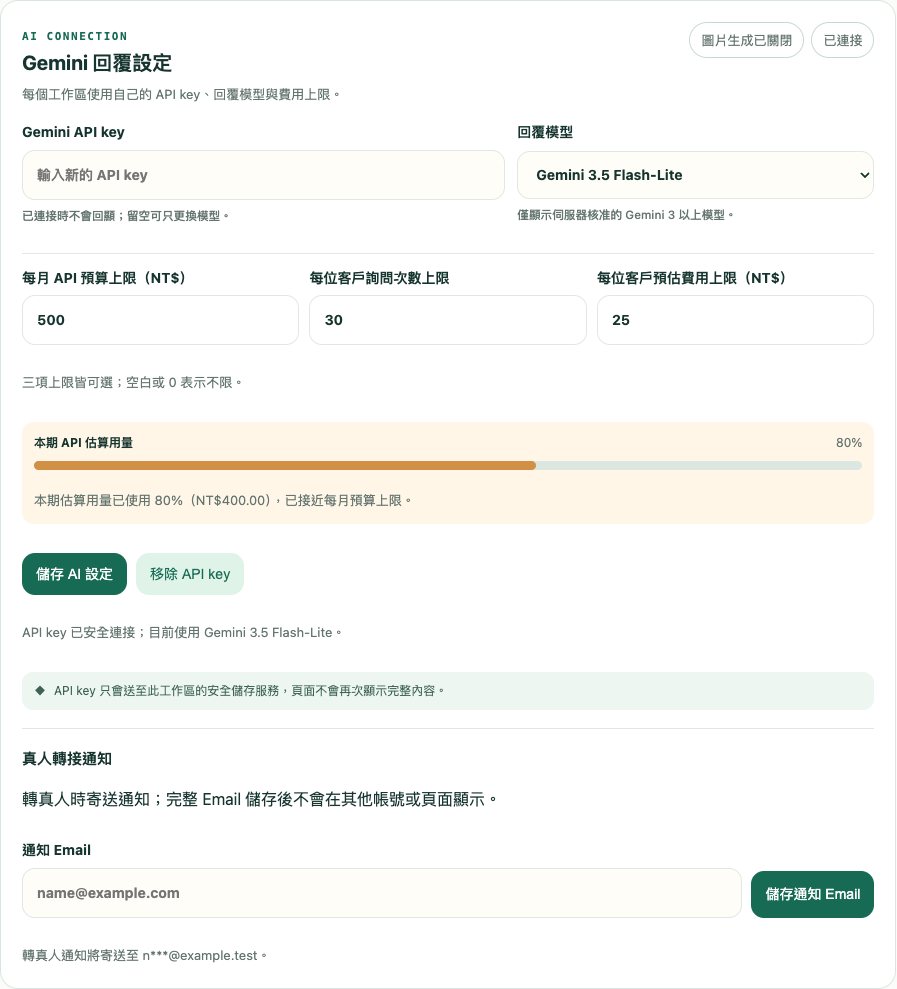 AI CONNECTION
Gemini 回覆設定
圖片生成已關閉
已連接
每個工作區使用自己的 API key、回覆模型與費用上限。
Gemini API key
回覆模型
輸入新的 API key
Gemini 3.5 Flash-Lite
已連接時不會回顯；留空可只更換模型。
僅顯示伺服器核准的 Gemini 3 以上模型。
每月 API 預算上限（NT$）
每位客戶詢問次數上限
每位客戶預估費用上限（NT$）
500
30
25
三項上限皆可選；空白或 0 表示不限。
本期 API 估算用量
80%
本期估算用量已使用 80%（NT$400.00），已接近每月預算上限。
儲存 AI 設定
移除 API key
API key 已安全連接；目前使用 Gemini 3.5 Flash-Lite。
◆ API key 只會送至此工作區的安全儲存服務，頁面不會再次顯示完整內容。
真人轉接通知
轉真人時寄送通知；完整 Email 儲存後不會在其他帳號或頁面顯示。
通知 Email
name@example.com
儲存通知 Email
轉真人通知將寄送至 n***@example.test。